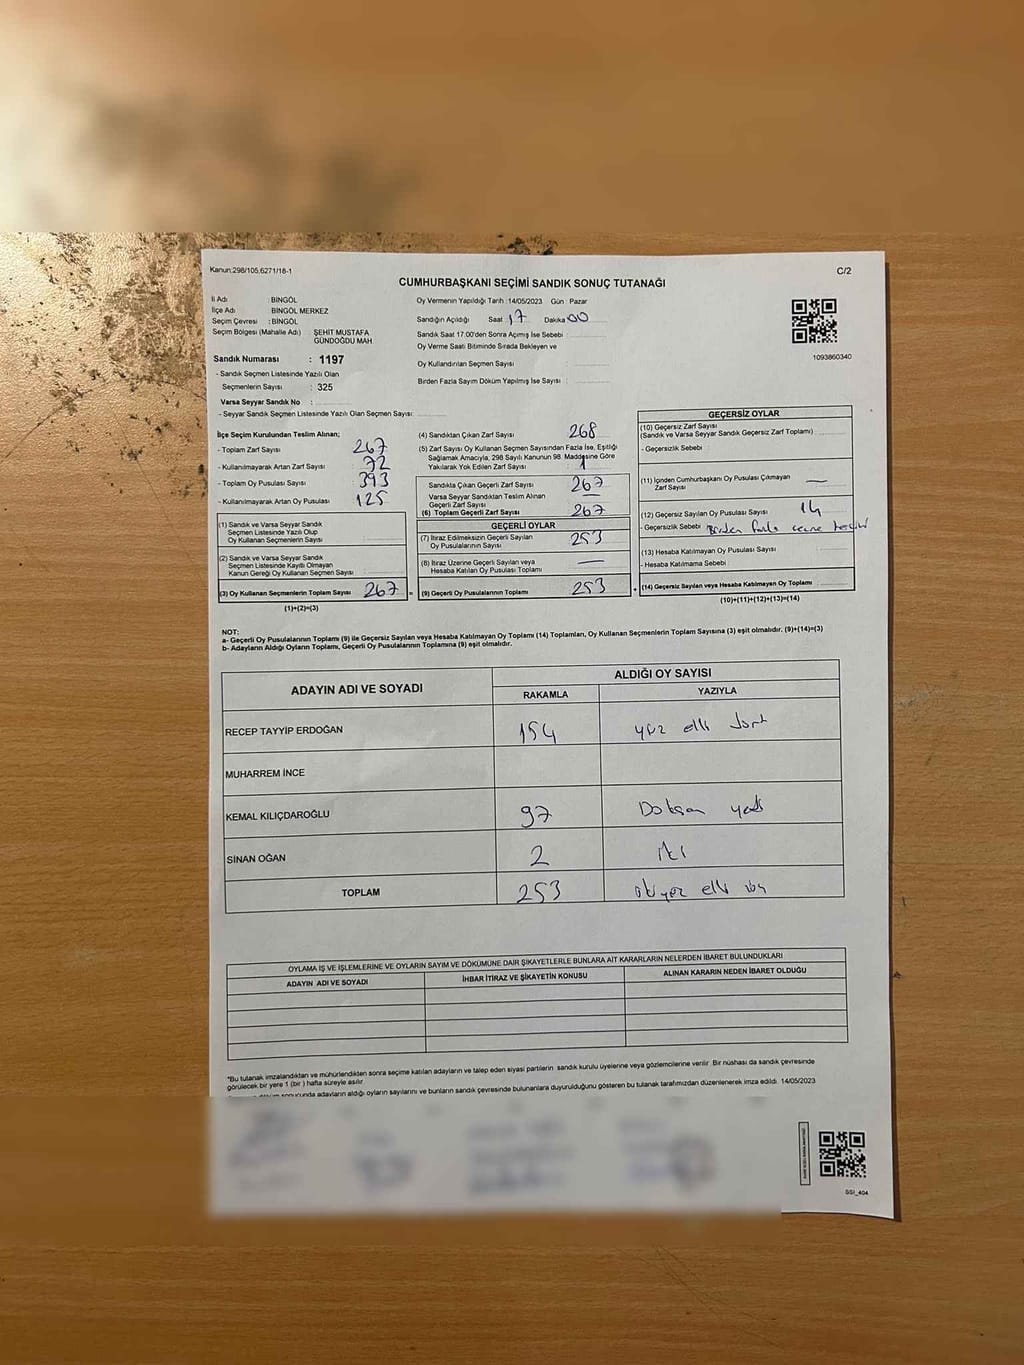 Kanun:298/105,6271/18-1
C/2
CUMHURBAŞKANI SEÇİMİ SANDIK SONUÇ TUTANAĞI
İl Adı : BİNGÖL
İlçe Adı : BİNGÖL MERKEZ
Seçim Çevresi : BİNGÖL
Seçim Bölgesi (Mahalle Adı) ŞEHİT MUSTAFA
GÜNDOĞDU MAH
Sandık Numarası : 1197
- Sandık Seçmen Listesinde Yazılı Olan
Seçmenlerin Sayısı : 325
Varsa Seyyar Sandık No :
- Seyyar Sandık Seçmen Listesinde Yazılı Olan Seçmen Sayısı:
Oy Vermenin Yapıldığı Tarih :14/05/2023 Gün : Pazar
Sandığın Açıldığı Saat 17 Dakika 00
Sandık Saat 17:00'den Sonra Açımış İse Sebebi :
Oy Verme Saati Bitiminde Sırada Bekleyen ve
Oy Kullandırılan Seçmen Sayısı :
Birden Fazla Sayım Döküm Yapılmış İse Sayısı :
1093860340
İlçe Seçim Kurulundan Teslim Alınan;
- Toplam Zarf Sayısı : 267
- Kullanılmayarak Artan Zarf Sayısı : 72
- Toplam Oy Pusulası Sayısı : 393
- Kullanılmayarak Artan Oy Pusulası : 125
(1) Sandık ve Varsa Seyyar Sandık
Seçmen Listesinde Yazılı Olup
Oy Kullanan Seçmenlerin Sayısı :
(2) Sandık ve Varsa Seyyar Sandık
Seçmen Listesinde Kayıtlı Olmayan
Kanun Gereği Oy Kullanan Seçmen Sayısı :
(3) Oy Kullanan Seçmenlerin Toplam Sayısı : 267 =
(1)+(2)=(3)
(4) Sandıktan Çıkan Zarf Sayısı : 268
(5) Zarf Sayısı Oy Kullanan Seçmen Sayısından Fazla İse, Eşitliği
Sağlamak Amacıyla, 298 Sayılı Kanunun 98. Maddesine Göre
Yakılarak Yok Edilen Zarf Sayısı : 1
Sandıkta Çıkan Geçerli Zarf Sayısı : 267
Varsa Seyyar Sandıktan Teslim Alınan
Geçerli Zarf Sayısı : —
(6) Toplam Geçerli Zarf Sayısı : 267
GEÇERLİ OYLAR
(7) İtiraz Edilmeksizin Geçerli Sayılan
Oy Pusulalarının Sayısı : 253
(8) İtiraz Üzerine Geçerli Sayılan veya
Hesaba Katılan Oy Pusulası Toplamı : —
(9) Geçerli Oy Pusulalarının Toplamı : 253 +
GEÇERSİZ OYLAR
(10) Geçersiz Zarf Sayısı
(Sandık ve Varsa Seyyar Sandık Geçersiz Zarf Toplamı) :
- Geçersizlik Sebebi :
(11) İçinden Cumhurbaşkanı Oy Pusulası Çıkmayan
Zarf Sayısı : —
(12) Geçersiz Sayılan Oy Pusulası Sayısı : 14
- Geçersizlik Sebebi : Birden fazla
(13) Hesaba Katılmayan Oy Pusulası Sayısı :
- Hesaba Katılmama Sebebi :
(14) Geçersiz Sayılan veya Hesaba Katılmayan Oy Toplamı :
(10)+(11)+(12)+(13)=(14)
NOT:
a- Geçerli Oy Pusulalarının Toplamı (9) ile Geçersiz Sayılan veya Hesaba Katılmayan Oy Toplamı (14) Toplamları, Oy Kullanan Seçmenlerin Toplam Sayısına (3) eşit olmalıdır. (9)+(14)=(3)
b- Adayların Aldığı Oyların Toplamı, Geçerli Oy Pusulalarının Toplamına (9) eşit olmalıdır.
ADAYIN ADI VE SOYADI
ALDIĞI OY SAYISI
RAKAMLA YAZIYLA
RECEP TAYYİP ERDOĞAN 154 yüz elli dört
MUHARREM İNCE
KEMAL KILIÇDAROĞLU 97 Doksan yedi
SİNAN OĞAN 2 iki
TOPLAM 253 ikiyüz elli üç
OYLAMA İŞ VE İŞLEMLERİNE VE OYLARIN SAYIM VE DÖKÜMÜNE DAİR ŞİKAYETLERLE BUNLARA AİT KARARLARIN NELERDEN İBARET BULUNDUKLARI
ADAYIN ADI VE SOYADI İHBAR İTİRAZ VE ŞİKAYETİN KONUSU ALINAN KARARIN NEDEN İBARET OLDUĞU
*Bu tutanak imzalandıktan ve mühürlendikten sonra seçime katılan adayların ve talep eden siyasi partilerin sandık kurulu üyelerine veya gözlemcilerine verilir. Bir nüshası da sandık çevresinde
görülecek bir yere 1 (bir ) hafta süreyle asılır.
sonucunda adayların aldığı oyların sayılarını ve bunların sandık çevresinde bulunanlara duyurulduğunu gösteren bu tutanak tarafımızdan düzenlenerek imza edildi. 14/05/2023
SSI_404